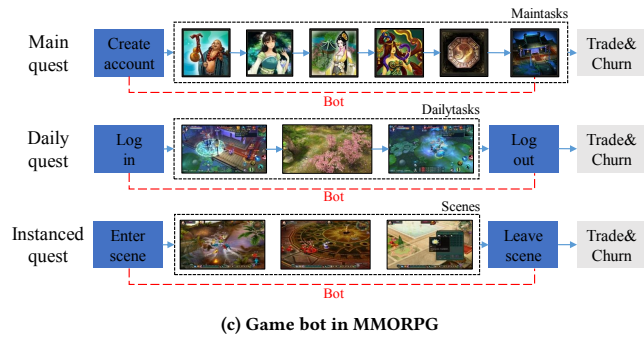 Maintasks
Main
quest
Create
account
Trade&
Churn
Bot
Dailytasks
Daily
quest
Log
in
Log
out
Trade&
Churn
Bot
Scenes
Instanced
quest
Enter
scene
Leave
scene
Trade&
Churn
Bot
(c) Game bot in MMORPG